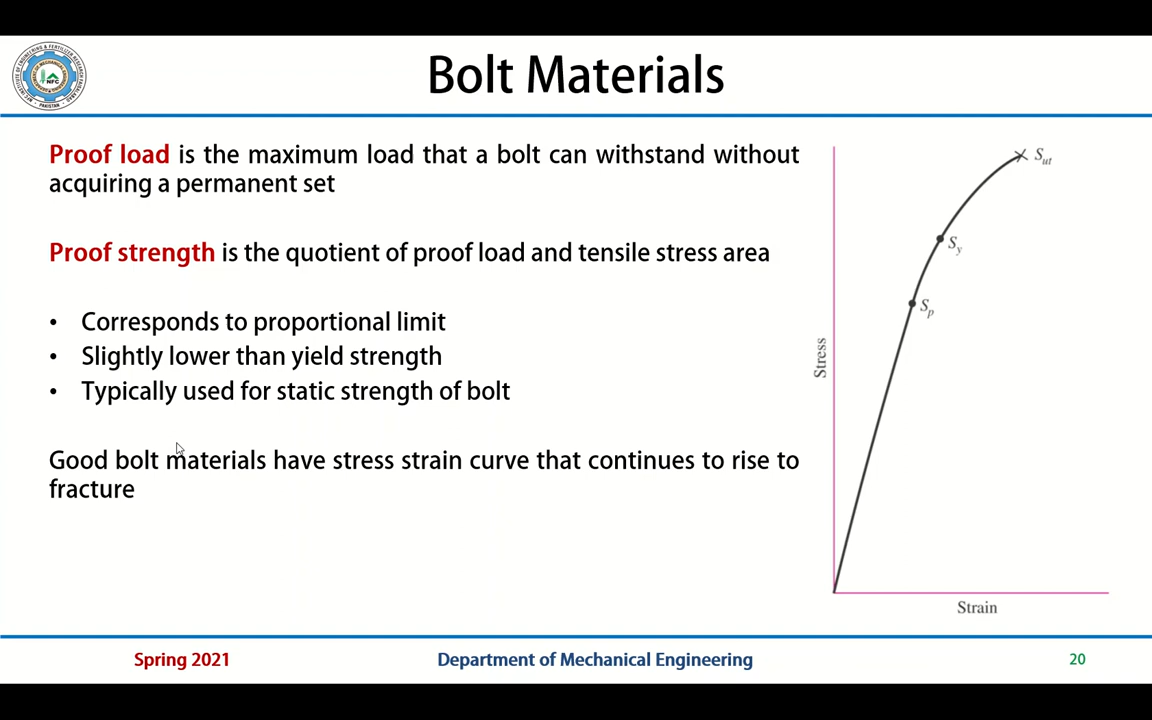 Bolt Materials
Proof load is the maximum load that a bolt can withstand without
acquiring a permanent set
Proof strength is the quotient of proof load and tensile stress area
• Corresponds to proportional limit
• Slightly lower than yield strength
• Typically used for static strength of bolt
Good bolt materials have stress strain curve that continues to rise to
fracture
Sut
Sy
Sp
Stress
Strain
NFC
Spring 2021
Department of Mechanical Engineering
20